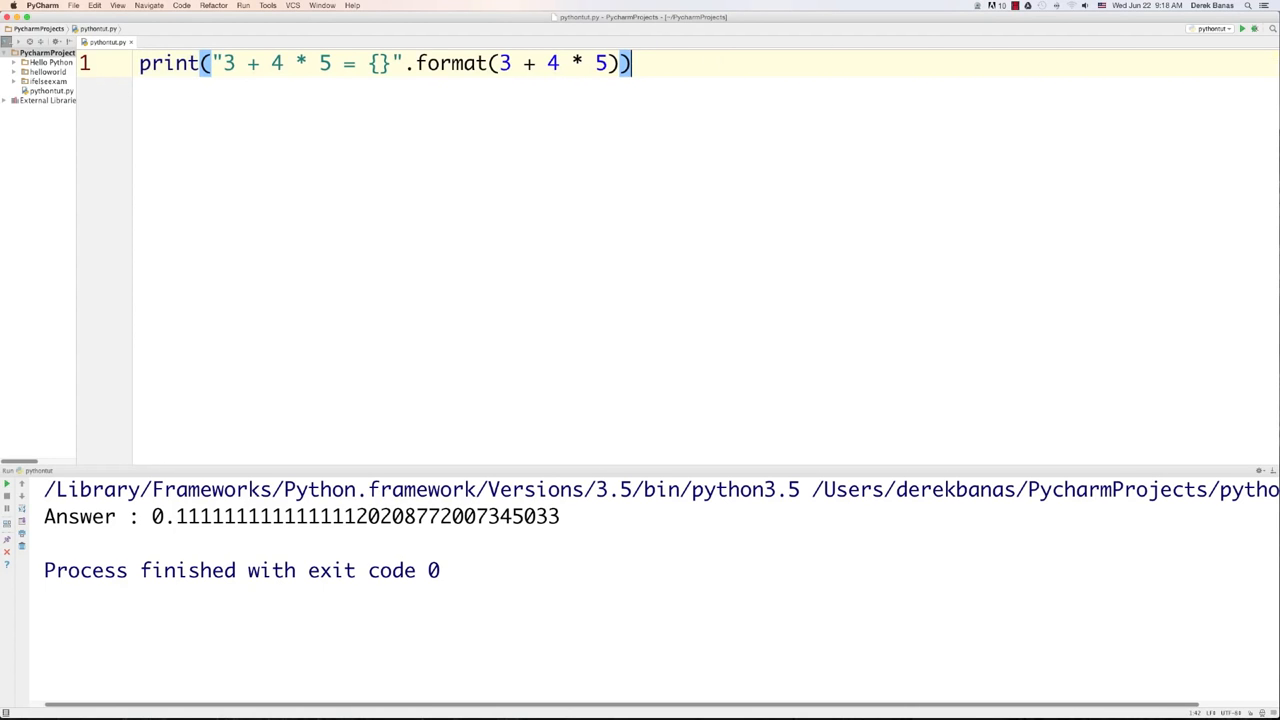 PyCharm File Edit View Navigate Code Refactor Run Tools VCS Window Help 10 Wed Jun 22 9:18 AM Derek Banas
pythontut.py - PycharmProjects - [~/PycharmProjects]
PycharmProjects pythontut.py pythontut
pythontut.py ×
PycharmProject
Hello Python
helloworld
ifelseexam
pythontut.py
External Librarie
1 print("3 + 4 * 5 = {}".format(3 + 4 * 5))
Run pythontut
/Library/Frameworks/Python.framework/Versions/3.5/bin/python3.5 /Users/derekbanas/PycharmProjects/pytho
Answer : 0.1111111111111111202087720073​45033
Process finished with exit code 0
1:42 LF÷ UTF-8÷